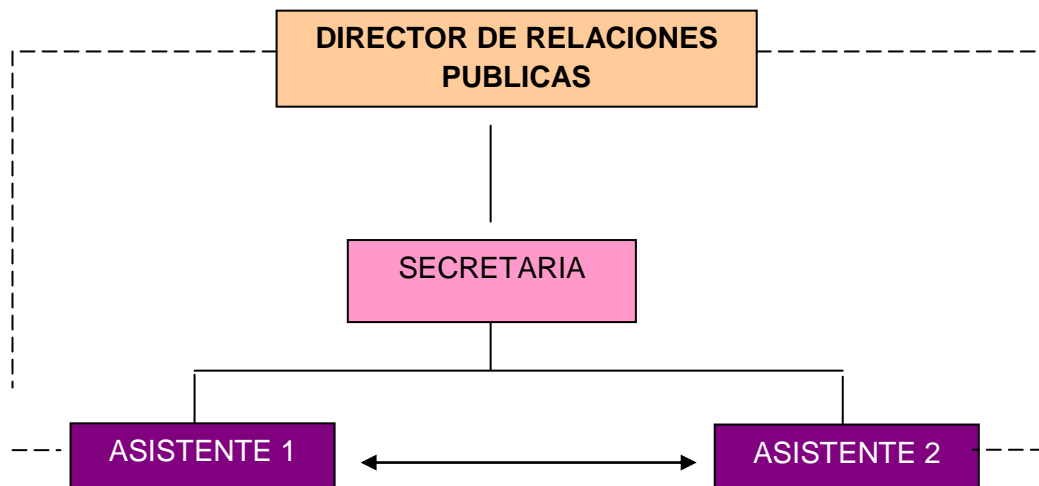 DIRECTOR DE RELACIONES
PUBLICAS
SECRETARIA
ASISTENTE 1
ASISTENTE 2